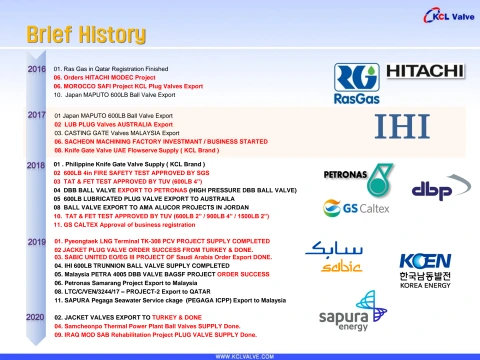 KCL Valve
Brief History
2016
01. Ras Gas in Qatar Registration Finished
06. Orders HITACHI MODEC Project
06. MOROCCO SAFI Project KCL Plug Valves Export
10. Japan MAPUTO 600LB Ball Valve Export
RG
RasGas
HITACHI
2017
01 Japan MAPUTO 600LB Ball Valve Export
02 LUB PLUG Valves AUSTRALIA Export
03. CASTING GATE Valves MALAYSIA Export
06. SACHEON MACHINING FACTORY INVESTMANT / BUSINESS STARTED
08. Knife Gate Valve UAE Flowserve Supply ( KCL Brand )
IHI
2018
01 . Philippine Knife Gate Valve Supply ( KCL Brand )
02 600LB 4in FIRE SAFETY TEST APPROVED BY SGS
03 TAT & FET TEST APPROVED BY TUV (600LB 4")
04 DBB BALL VALVE EXPORT TO PETRONAS (HIGH PRESSURE DBB BALL VALVE)
05 600LB LUBRICATED PLUG VALVE EXPORT TO AUSTRAILA
08 BALL VALVE EXPORT TO AMA ALUCOR PROJECTS IN JORDAN
10. TAT & FET TEST APPROVED BY TUV (600LB 2" / 900LB 4" / 1500LB 2")
11. GS CALTEX Approval of business registration
PETRONAS
dbp
GS Caltex
2019
01. Pyeongtaek LNG Terminal TK-308 PCV PROJECT SUPPLY COMPLETED
02 JACKET PLUG VALVE ORDER SUCCESS FROM TURKEY & DONE.
03. SABIC UNITED EO/EG III PROJECT OF Saudi Arabia Order Export DONE.
04. IHI 600LB TRUNNION BALL VALVE SUPPLY COMPLETED
05. Malaysia PETRA 4005 DBB VALVE BAGSF PROJECT ORDER SUCCESS
06. Petronas Samarang Project Export to Malaysia
08. LTC/C/VEN/3244/17 – PROJECT-2 Export to QATAR
11. SAPURA Pegaga Seawater Service ckage (PEGAGA ICPP) Export to Malaysia
سابك
sabic
KOEN
한국남동발전
KOREA ENERGY
2020
02. JACKET VALVES EXPORT TO TURKEY & DONE
04. Samcheonpo Thermal Power Plant Ball Valves SUPPLY Done.
09. IRAQ MOD SAB Rehabilitation Project PLUG VALVE SUPPLY Done.
sapura
energy
WWW.KCLVALVE.COM